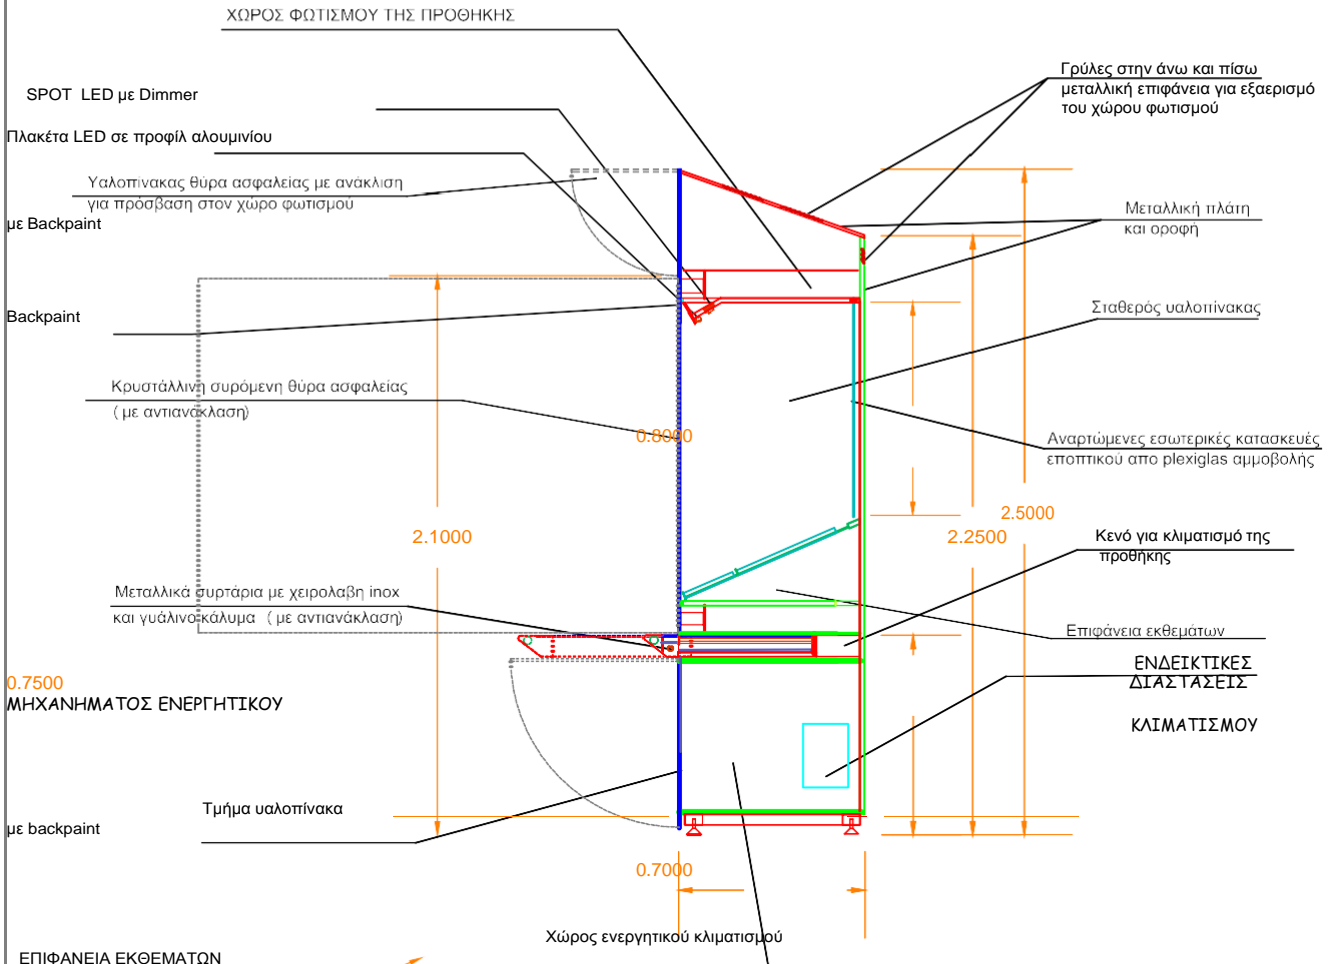 ΧΩΡΟΣ ΦΩΤΙΣΜΟΥ ΤΗΣ ΠΡΟΘΗΚΗΣ
Γρύλες στην άνω και πίσω
μεταλλική επιφάνεια για εξαερισμό
του χώρου φωτισμού
SPOT LED με Dimmer
Πλακέτα LED σε προφίλ αλουμινίου
Υαλοπινακας θύρα ασφαλείας με ανάκλιση
για πρόσβαση στον χώρο φωτισμού
με Backpaint
Μεταλλική πλάτη
και οροφή
Backpaint
Σταθερός υαλοπίνακας
Κρυστάλλινη συρόμενη θύρα ασφαλείας
( με αντιανάκλαση)
0.8000
Αναρτώμενες εσωτερικές κατασκευές
εποπτικού απο plexiglas αμμοβολής
2.1000
2.5000
2.2500
Κενό για κλιματισμό της
προθήκης
Μεταλλικά συρτάρια με χειρολαβη inox
και γυάλινο κάλυμα ( με αντιανάκλαση)
Επιφάνεια εκθεμάτων
0.7500
ΜΗΧΑΝΗΜΑΤΟΣ ΕΝΕΡΓΗΤΙΚΟΥ
ΕΝΔΕΙΚΤΙΚΕΣ
ΔΙΑΣΤΑΣΕΙΣ
ΚΛΙΜΑΤΙΣΜΟΥ
Τμήμα υαλοπίνακα
με backpaint
0.7000
Χώρος ενεργητικού κλιματισμού
ΕΠΙΦΑΝΕΙΑ ΕΚΘΕΜΑΤΩΝ